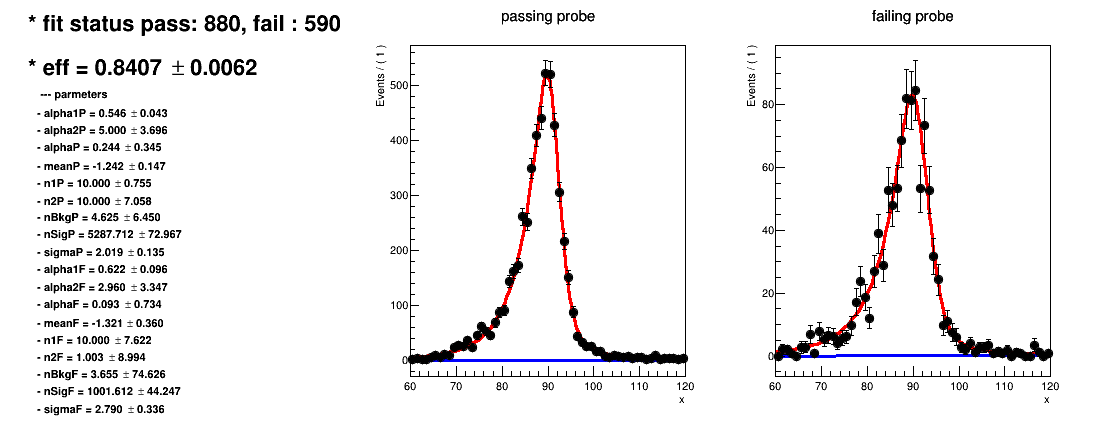 * fit status pass: 880, fail : 590
* eff = 0.8407 ± 0.0062
--- parmeters
- alpha1P = 0.546 ± 0.043
- alpha2P = 5.000 ± 3.696
- alphaP = 0.244 ± 0.345
- meanP = -1.242 ± 0.147
- n1P = 10.000 ± 0.755
- n2P = 10.000 ± 7.058
- nBkgP = 4.625 ± 6.450
- nSigP = 5287.712 ± 72.967
- sigmaP = 2.019 ± 0.135
- alpha1F = 0.622 ± 0.096
- alpha2F = 2.960 ± 3.347
- alphaF = 0.093 ± 0.734
- meanF = -1.321 ± 0.360
- n1F = 10.000 ± 7.622
- n2F = 1.003 ± 8.994
- nBkgF = 3.655 ± 74.626
- nSigF = 1001.612 ± 44.247
- sigmaF = 2.790 ± 0.336
passing probe
Events / ( 1 )
500
400
300
200
100
0
60 70 80 90 100 110 120
x
failing probe
Events / ( 1 )
80
60
40
20
0
60 70 80 90 100 110 120
x